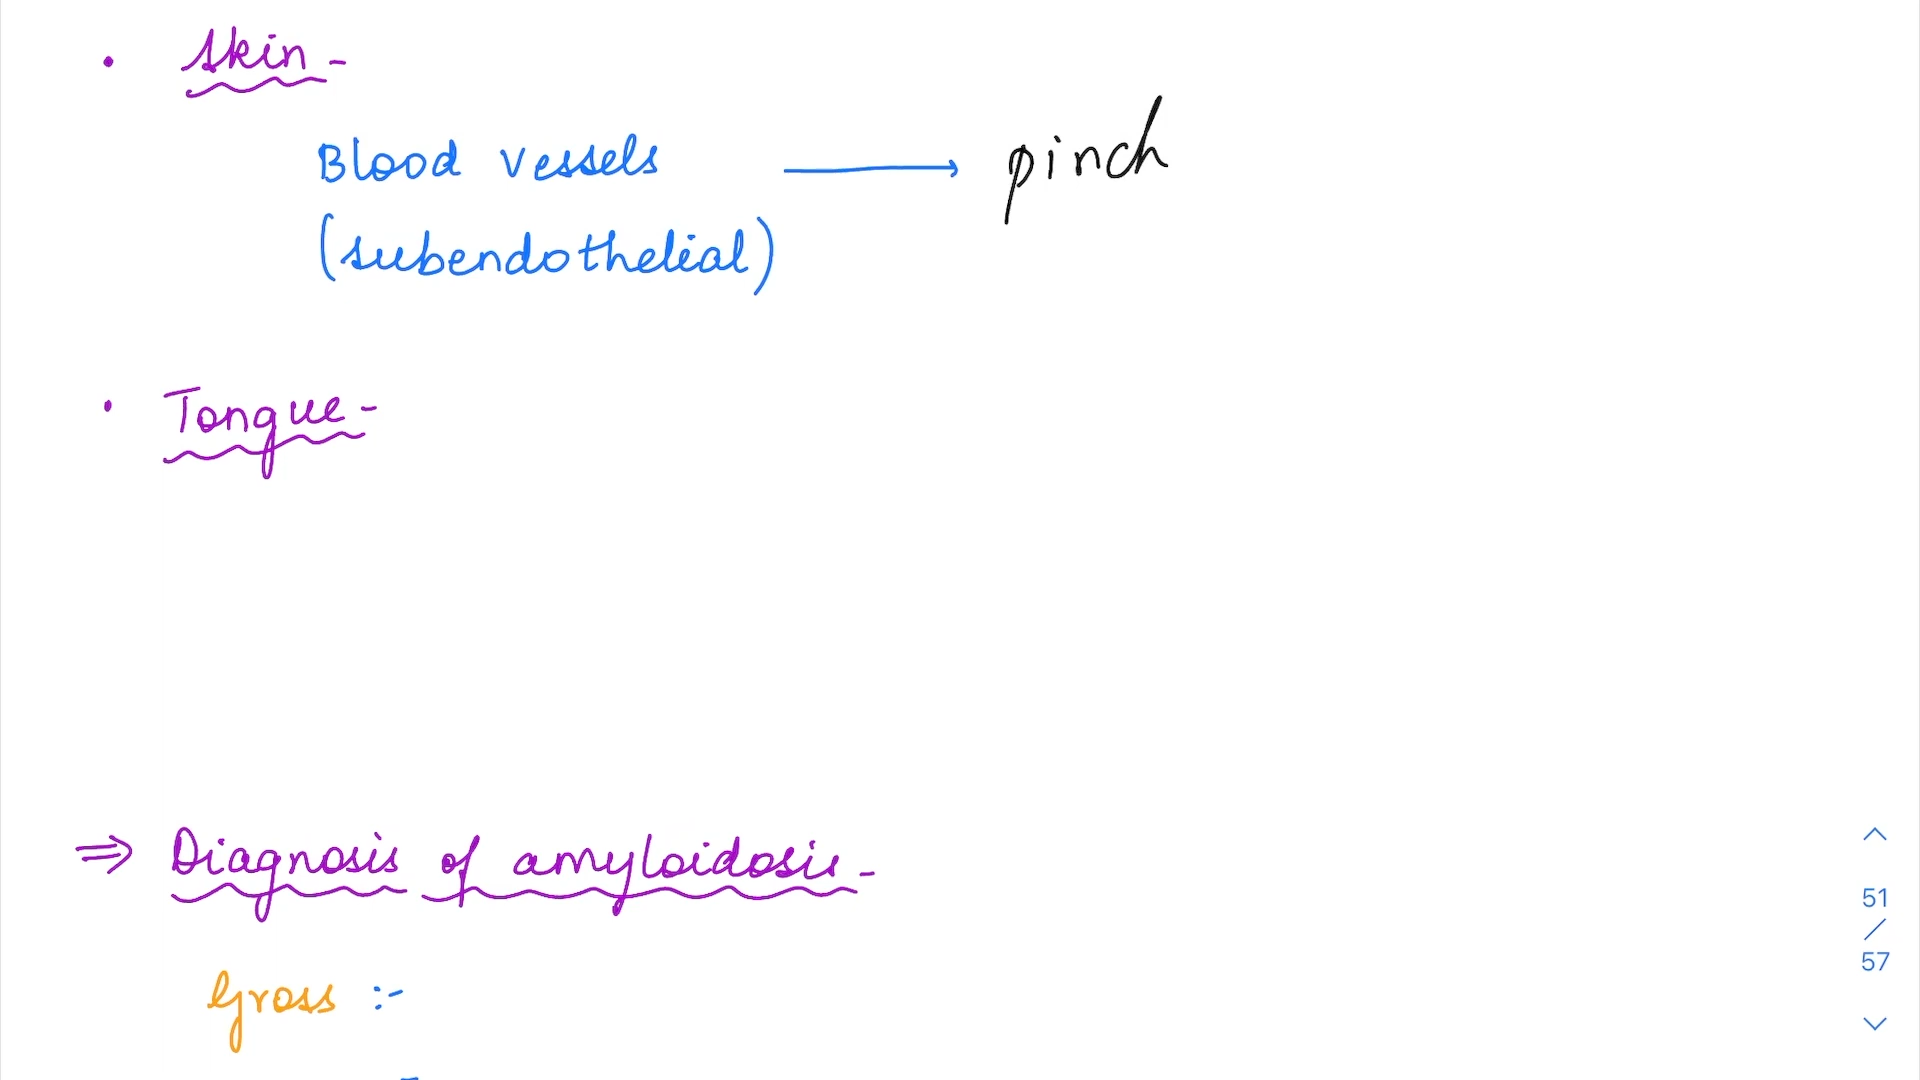 • Skin -
Blood vessels → pinch
(subendothelial)
• Tongue -
⇒ Diagnosis of amyloidosis -
Gross :-
51
/
57